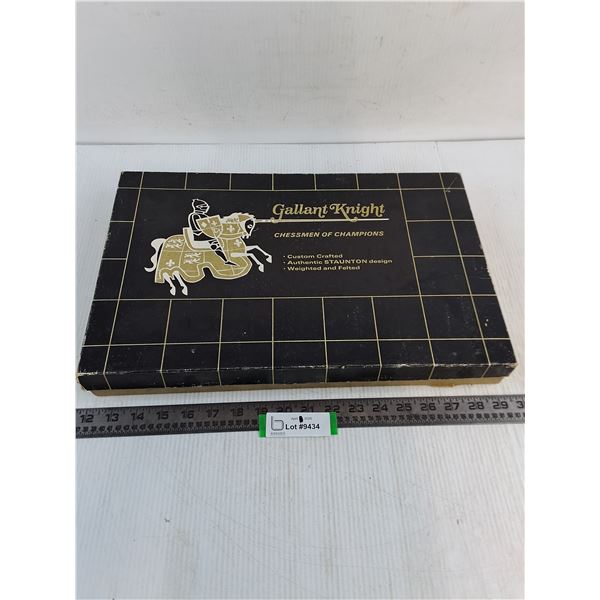 Gallant Knight
CHESSMEN OF CHAMPIONS
· Custom Crafted
· Authentic STAUNTON design
· Weighted and Felted
12 13 14 15 16 17 18 19 20 21 22 23 24 25 26 27 28 29 30 3
Lot #9434